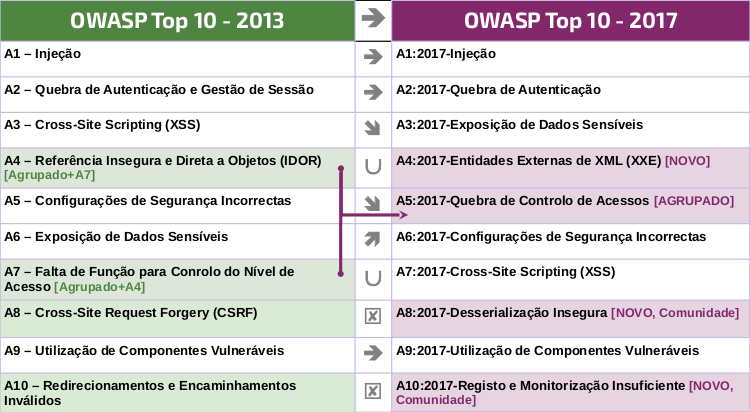 OWASP Top 10 - 2013
OWASP Top 10 - 2017
A1 – Injeção
A1:2017-Injeção
A2 – Quebra de Autenticação e Gestão de Sessão
A2:2017-Quebra de Autenticação
A3 – Cross-Site Scripting (XSS)
A3:2017-Exposição de Dados Sensíveis
A4 – Referência Insegura e Direta a Objetos (IDOR)
[Agrupado+A7]
A4:2017-Entidades Externas de XML (XXE) [NOVO]
A5 – Configurações de Segurança Incorrectas
A5:2017-Quebra de Controlo de Acessos [AGRUPADO]
A6 – Exposição de Dados Sensíveis
A6:2017-Configurações de Segurança Incorrectas
A7 – Falta de Função para Conrolo do Nível de
Acesso [Agrupado+A4]
A7:2017-Cross-Site Scripting (XSS)
A8 – Cross-Site Request Forgery (CSRF)
A8:2017-Desserialização Insegura [NOVO, Comunidade]
A9 – Utilização de Componentes Vulneráveis
A9:2017-Utilização de Componentes Vulneráveis
A10 – Redirecionamentos e Encaminhamentos
Inválidos
A10:2017-Registo e Monitorização Insuficiente [NOVO,
Comunidade]